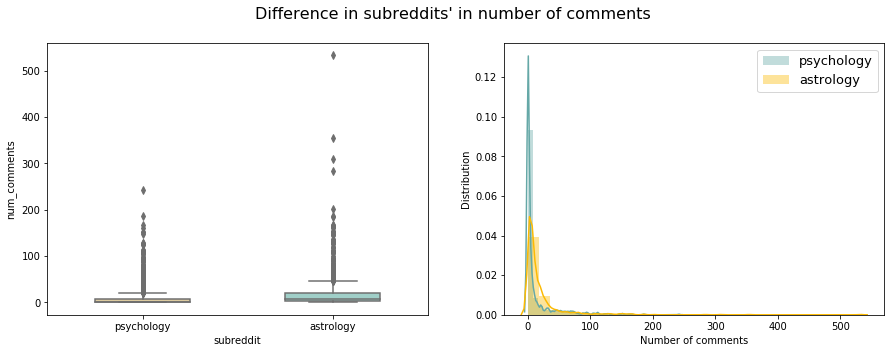 Difference in subreddits' in number of comments
num_comments
500
400
300
200
100
0
psychology
astrology
subreddit
Distribution
0.12
0.10
0.08
0.06
0.04
0.02
0.00
psychology
astrology
0
100
200
300
400
500
Number of comments